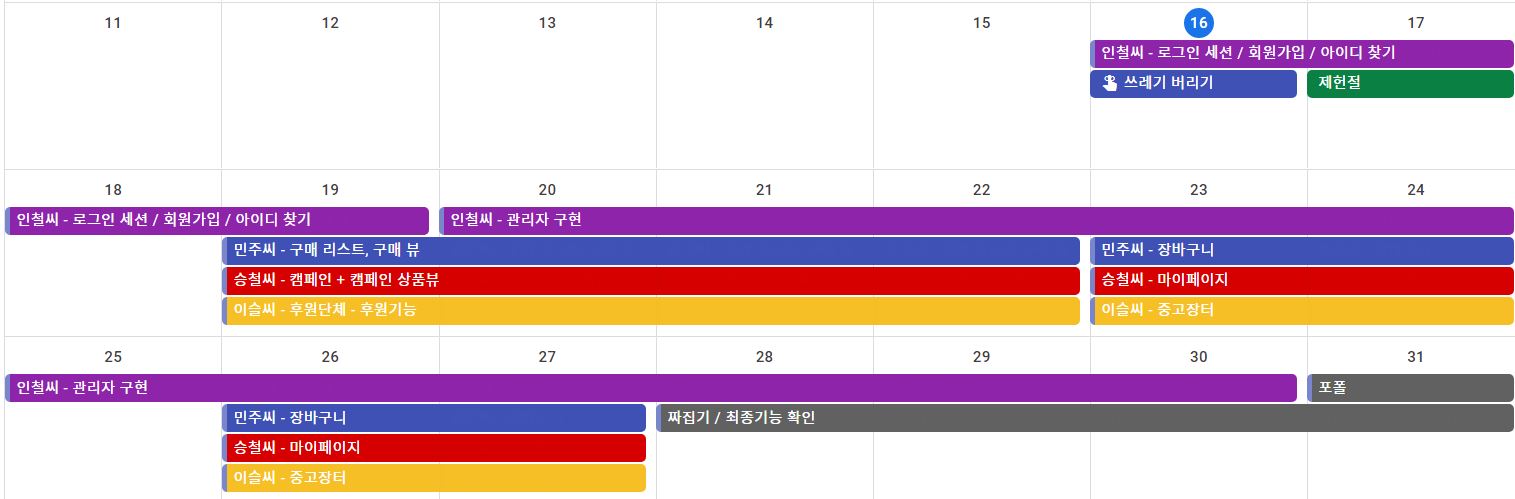 11 12 13 14 15 16 17
인철씨 - 로그인 세션 / 회원가입 / 아이디 찾기
쓰레기 버리기 제헌절
18 19 20 21 22 23 24
인철씨 - 로그인 세션 / 회원가입 / 아이디 찾기 인철씨 - 관리자 구현
민주씨 - 구매 리스트, 구매 뷰 민주씨 - 장바구니
승철씨 - 캠페인 + 캠페인 상품뷰 승철씨 - 마이페이지
이슬씨 - 후원단체 - 후원기능 이슬씨 - 중고장터
25 26 27 28 29 30 31
인철씨 - 관리자 구현 포폴
민주씨 - 장바구니 짜집기 / 최종기능 확인
승철씨 - 마이페이지
이슬씨 - 중고장터